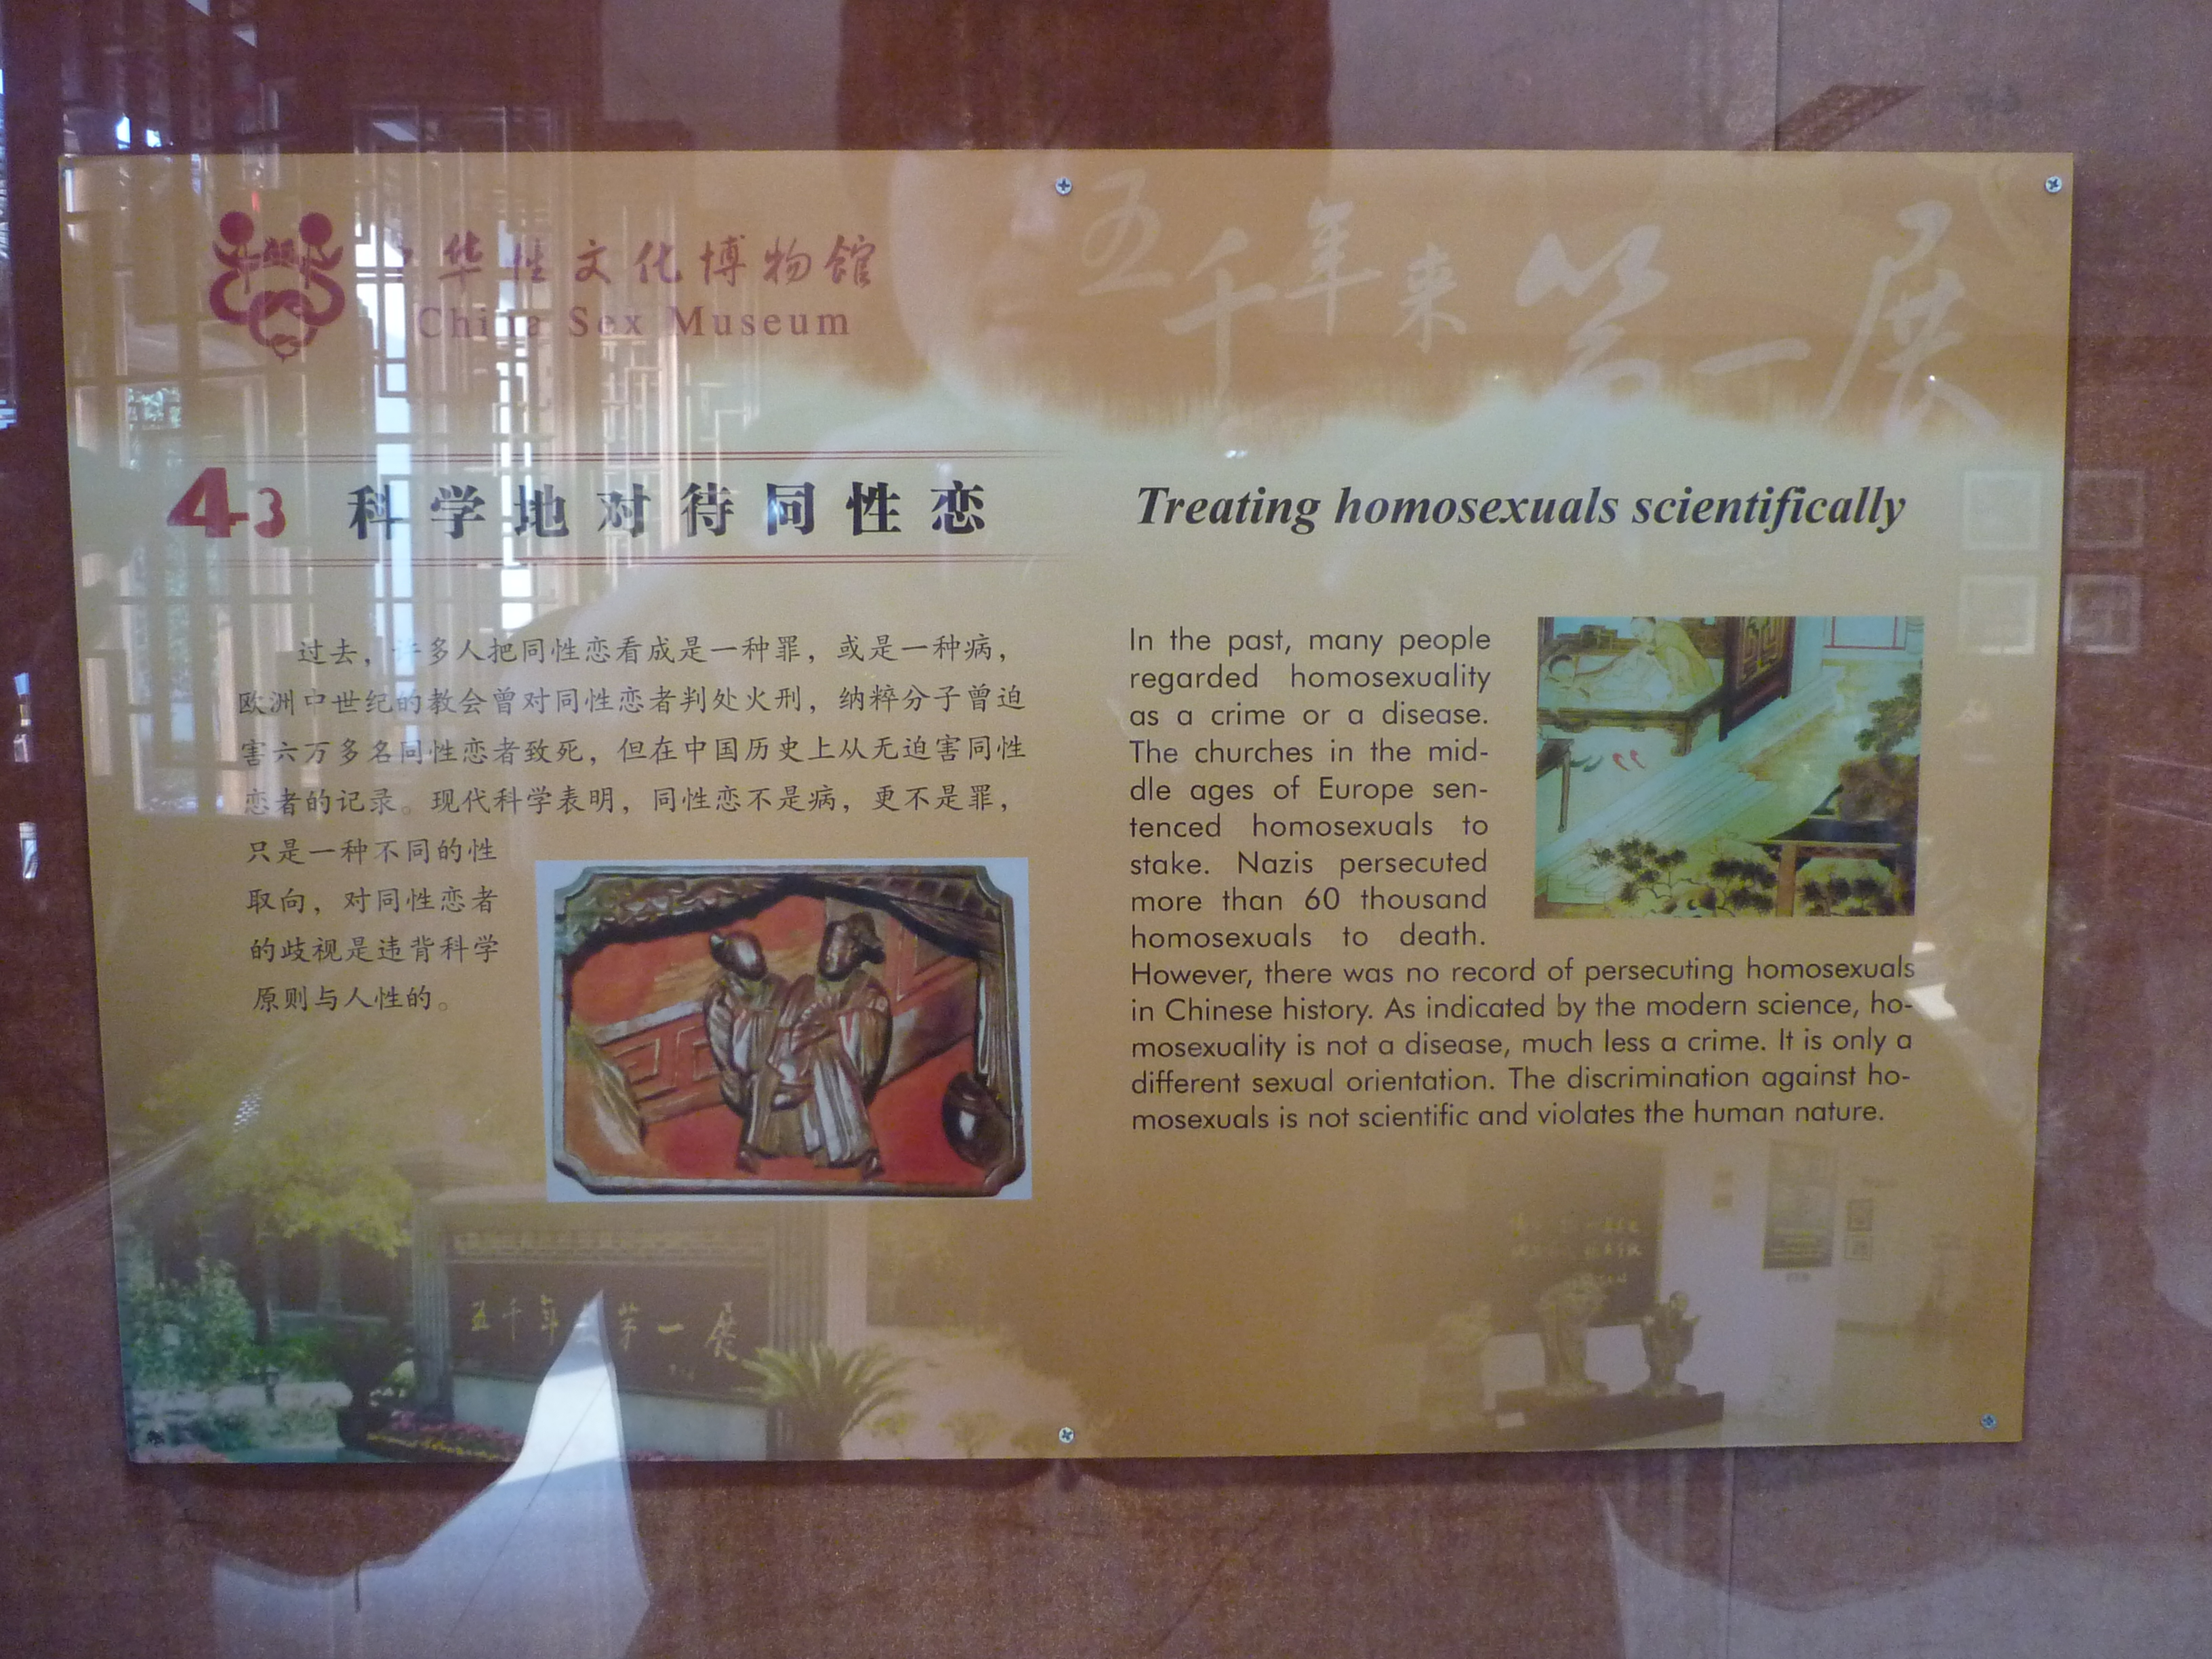 华性文化博物馆
China Sex Museum
五千年来第一展
4-3 科学地对待同性恋
过去，许多人把同性恋看成是一种罪，或是一种病，
欧洲中世纪的教会曾对同性恋者判处火刑，纳粹分子曾迫
害六万多名同性恋者致死，但在中国历史上从无迫害同性
恋者的记录。现代科学表明，同性恋不是病，更不是罪，
只是一种不同的性
取向，对同性恋者
的歧视是违背科学
原则与人性的。
Treating homosexuals scientifically
In the past, many people
regarded homosexuality
as a crime or a disease.
The churches in the mid-
dle ages of Europe sen-
tenced homosexuals to
stake. Nazis persecuted
more than 60 thousand
homosexuals to death.
However, there was no record of persecuting homosexuals
in Chinese history. As indicated by the modern science, ho-
mosexuality is not a disease, much less a crime. It is only a
different sexual orientation. The discrimination against ho-
mosexuals is not scientific and violates the human nature.
五千年第一展